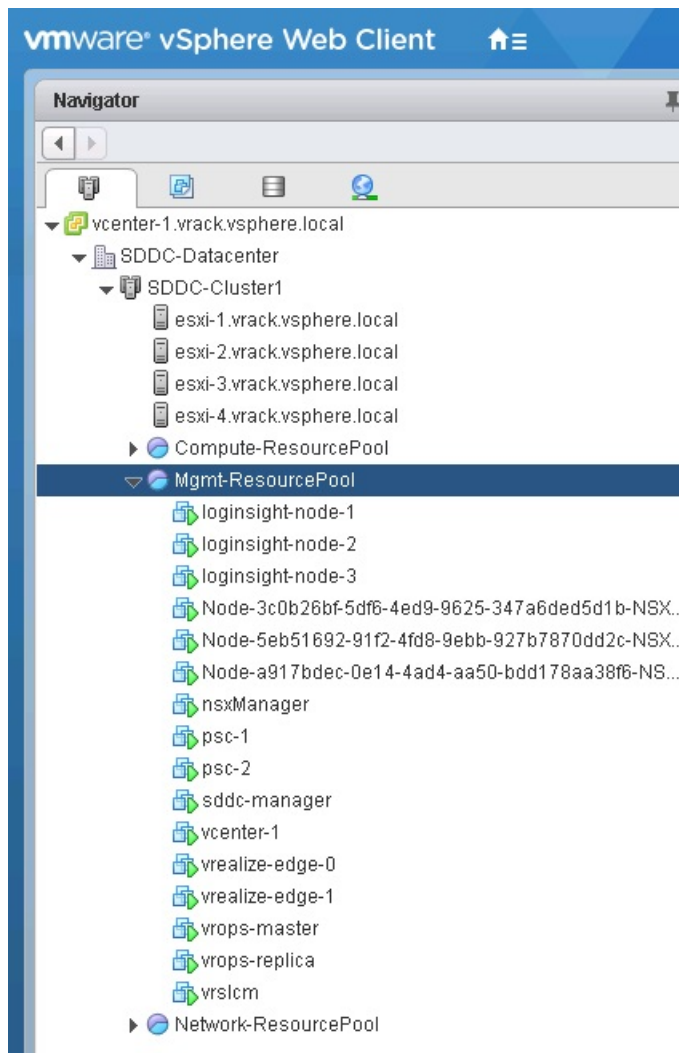 vmware® vSphere Web Client
Navigator
vcenter-1.vrack.vsphere.local
SDDC-Datacenter
SDDC-Cluster1
esxi-1.vrack.vsphere.local
esxi-2.vrack.vsphere.local
esxi-3.vrack.vsphere.local
esxi-4.vrack.vsphere.local
Compute-ResourcePool
Mgmt-ResourcePool
loginsight-node-1
loginsight-node-2
loginsight-node-3
Node-3c0b26bf-5df6-4ed9-9625-347a6ded5d1b-NSX...
Node-5eb51692-91f2-4fd8-9ebb-927b7870dd2c-NSX...
Node-a917bdec-0e14-4ad4-aa50-bdd178aa38f6-NS...
nsxManager
psc-1
psc-2
sddc-manager
vcenter-1
vrealize-edge-0
vrealize-edge-1
vrops-master
vrops-replica
vrslcm
Network-ResourcePool